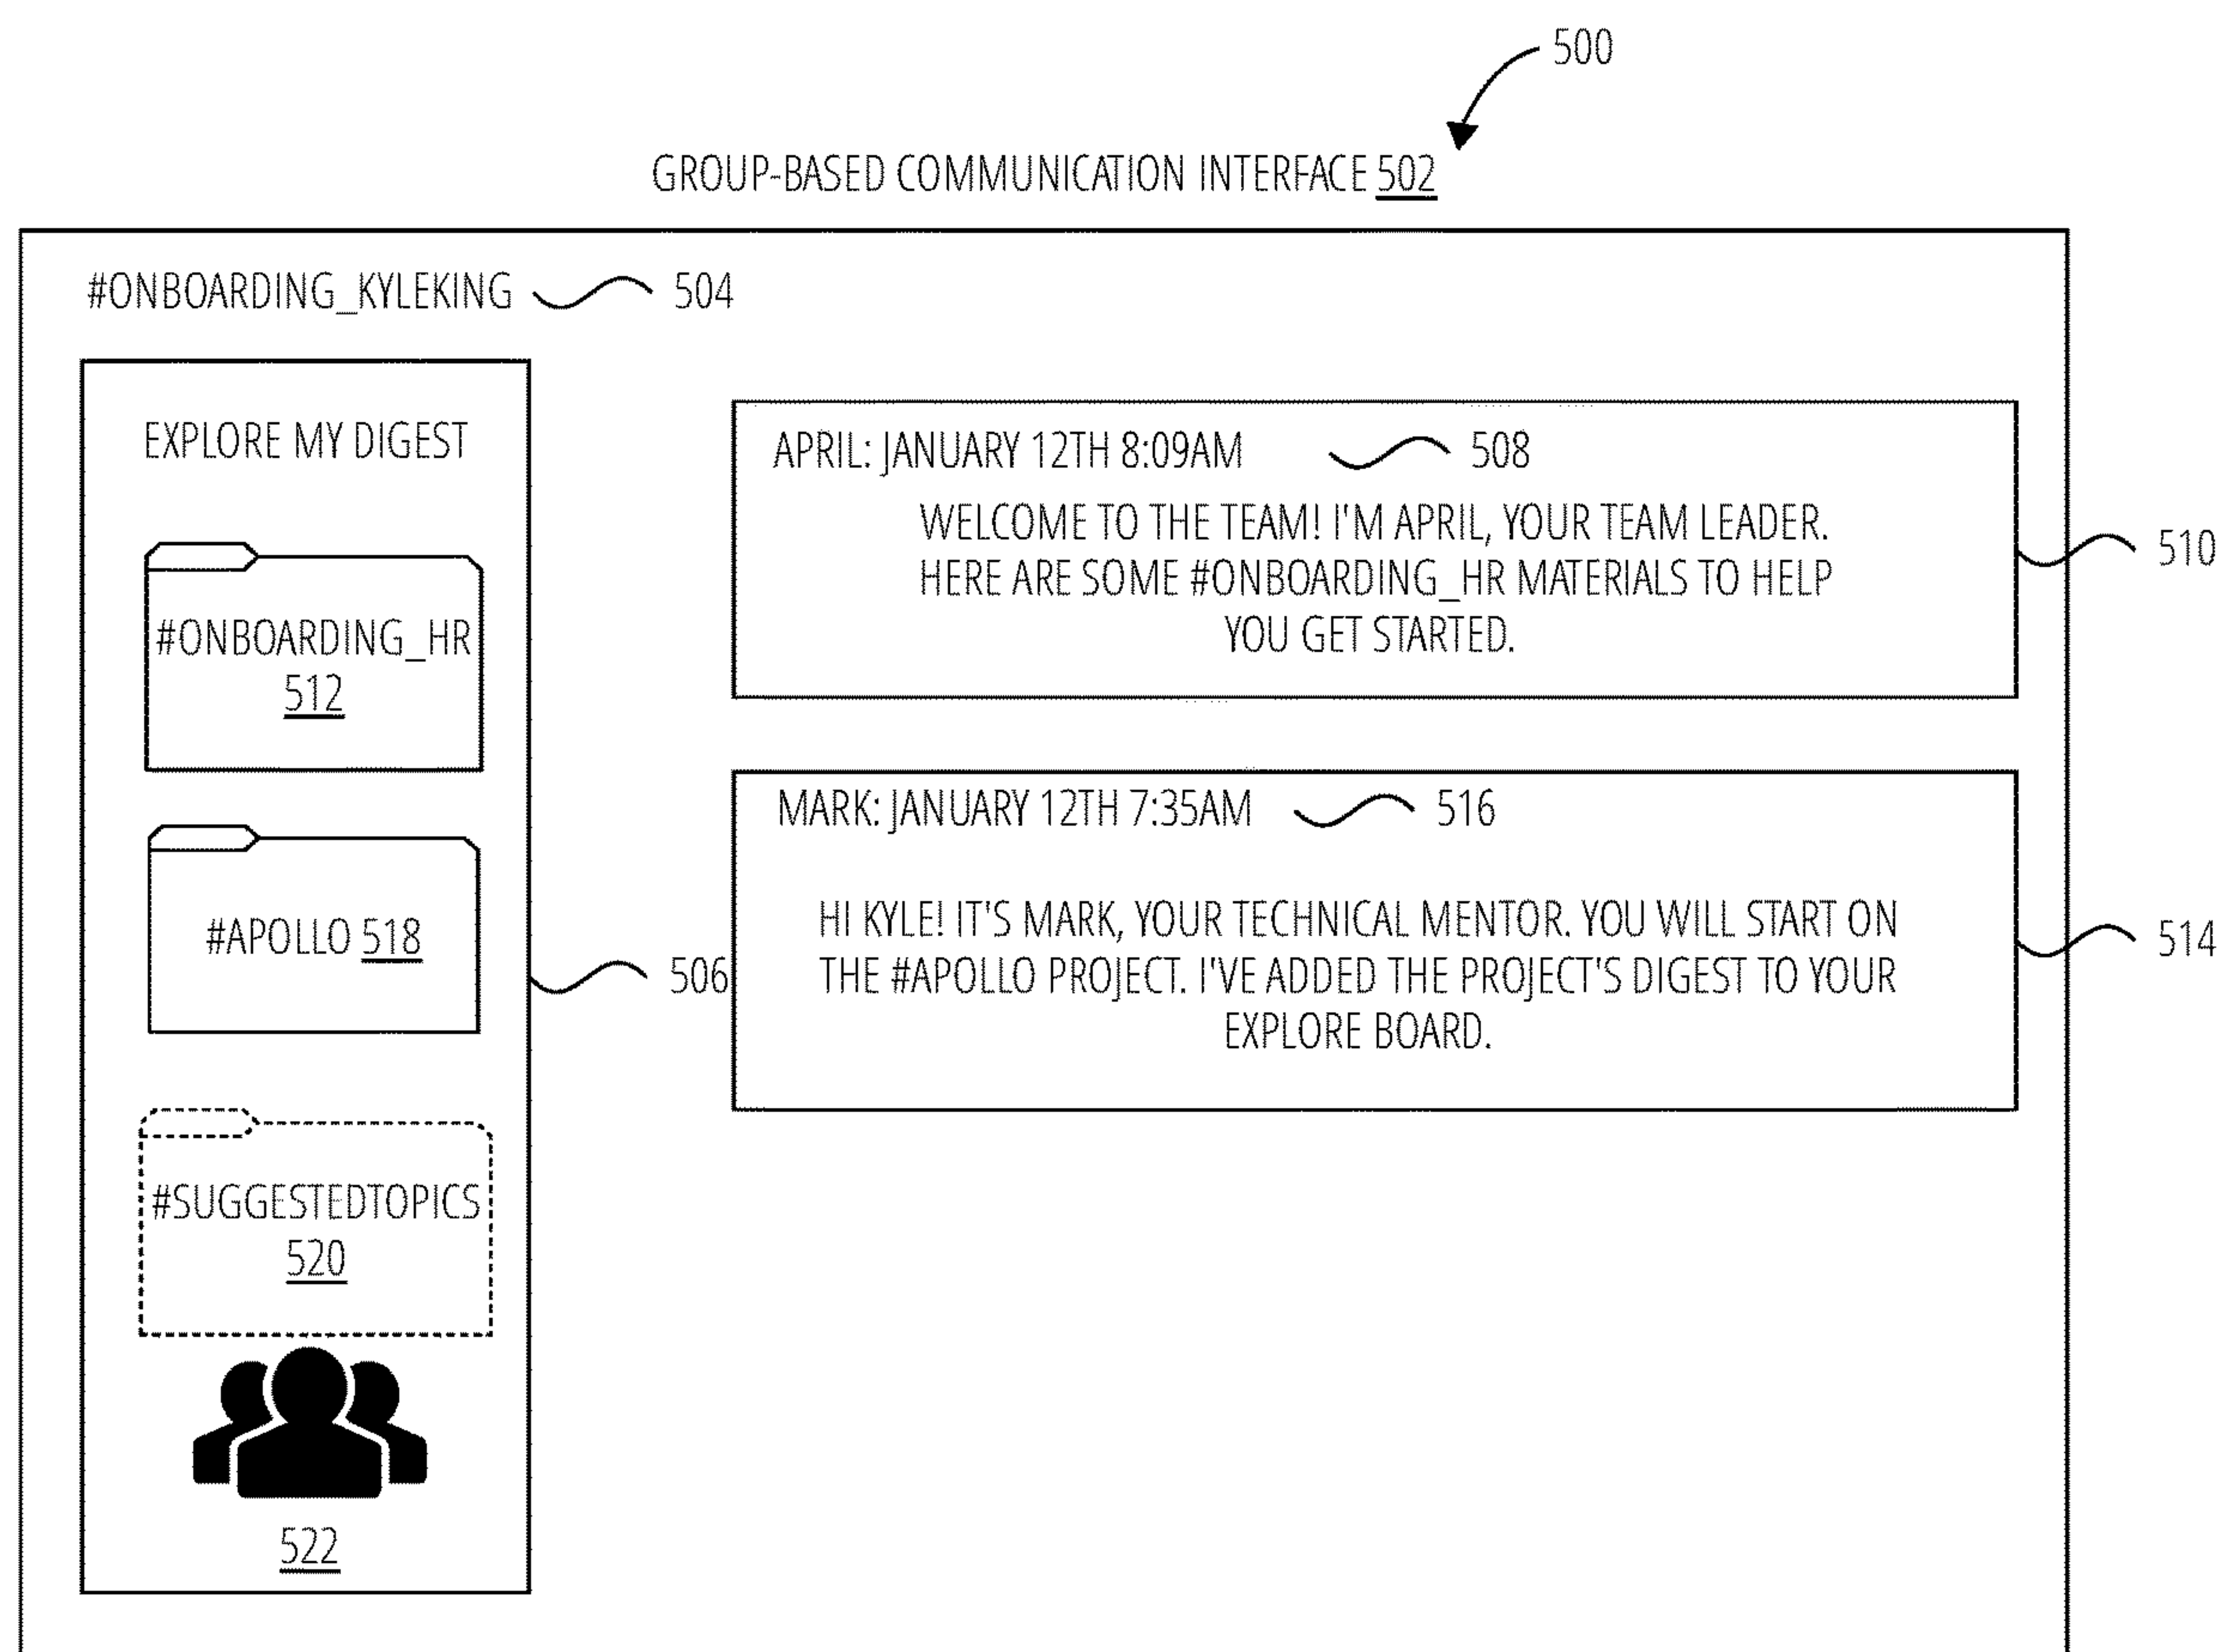 500
GROUP-BASED COMMUNICATION INTERFACE 502
#ONBOARDING_KYLEKING 504
EXPLORE MY DIGEST
#ONBOARDING_HR
512
#APOLLO 518
506
#SUGGESTEDTOPICS
520
522
APRIL: JANUARY 12TH 8:09AM 508
WELCOME TO THE TEAM! I'M APRIL, YOUR TEAM LEADER.
HERE ARE SOME #ONBOARDING_HR MATERIALS TO HELP
YOU GET STARTED.
510
MARK: JANUARY 12TH 7:35AM 516
HI KYLE! IT'S MARK, YOUR TECHNICAL MENTOR. YOU WILL START ON
THE #APOLLO PROJECT. I'VE ADDED THE PROJECT'S DIGEST TO YOUR
EXPLORE BOARD.
514